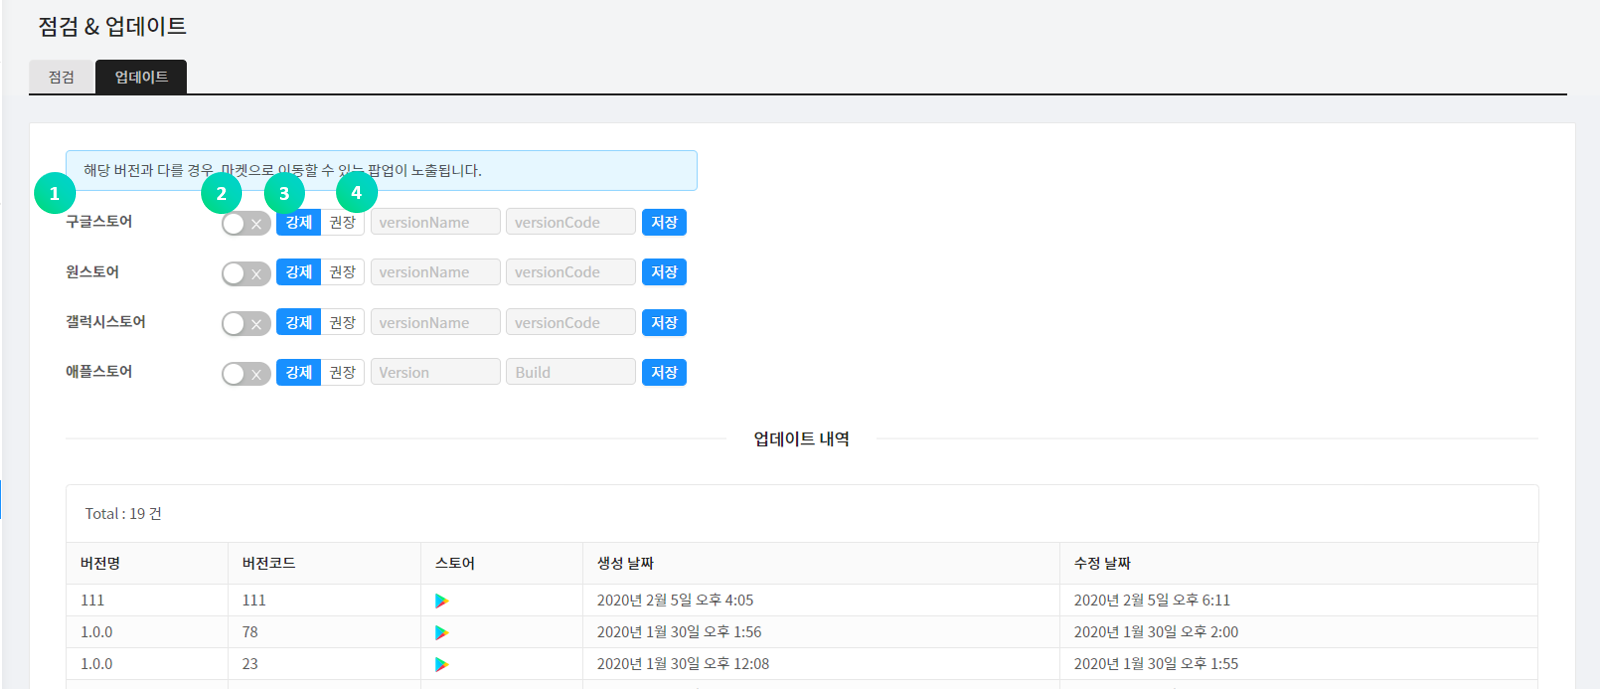 점검 & 업데이트
점검 업데이트
해당 버전과 다를 경우, 마켓으로 이동할 수 있는 팝업이 노출됩니다.
1 2 3 4
구글스토어 강제 권장 versionName versionCode 저장
원스토어 강제 권장 versionName versionCode 저장
갤럭시스토어 강제 권장 versionName versionCode 저장
애플스토어 강제 권장 Version Build 저장
업데이트 내역
Total : 19 건
버전명 버전코드 스토어 생성 날짜 수정 날짜
111 111 2020년 2월 5일 오후 4:05 2020년 2월 5일 오후 6:11
1.0.0 78 2020년 1월 30일 오후 1:56 2020년 1월 30일 오후 2:00
1.0.0 23 2020년 1월 30일 오후 12:08 2020년 1월 30일 오후 1:55